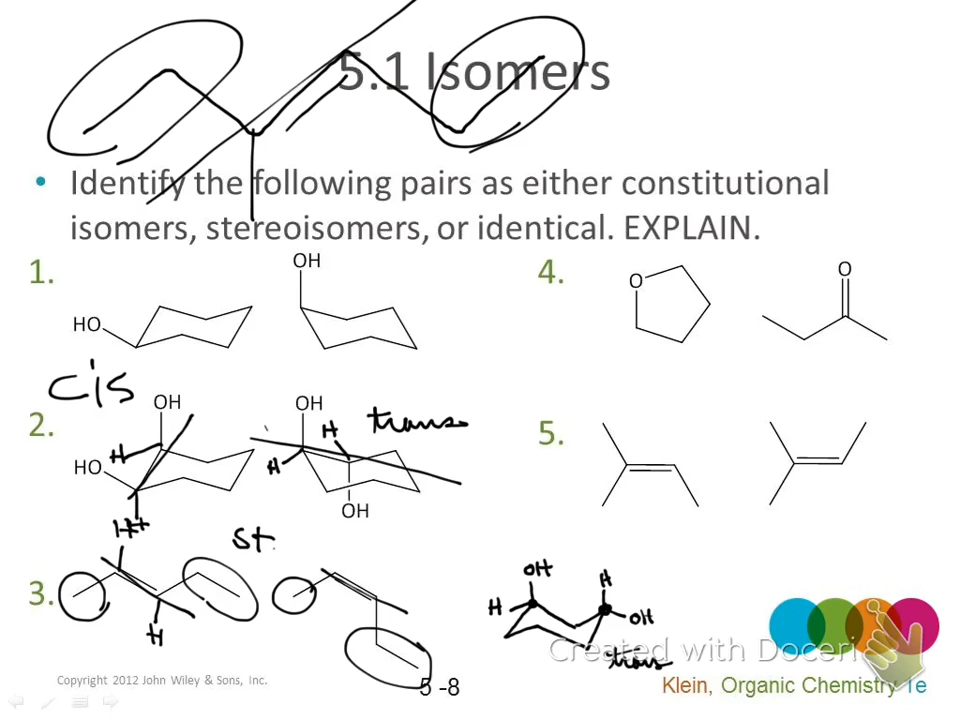 5.1 Isomers
• Identify the following pairs as either constitutional
isomers, stereoisomers, or identical. EXPLAIN.
1.
HO
OH
4.
O
O
cis
2.
OH
HO
H
H
OH
H
H
OH
trans
5.
st
3.
H
OH
H
H
OH
trans
Created with Doceri
Copyright 2012 John Wiley & Sons, Inc.
5 -8
Klein, Organic Chemistry 1e